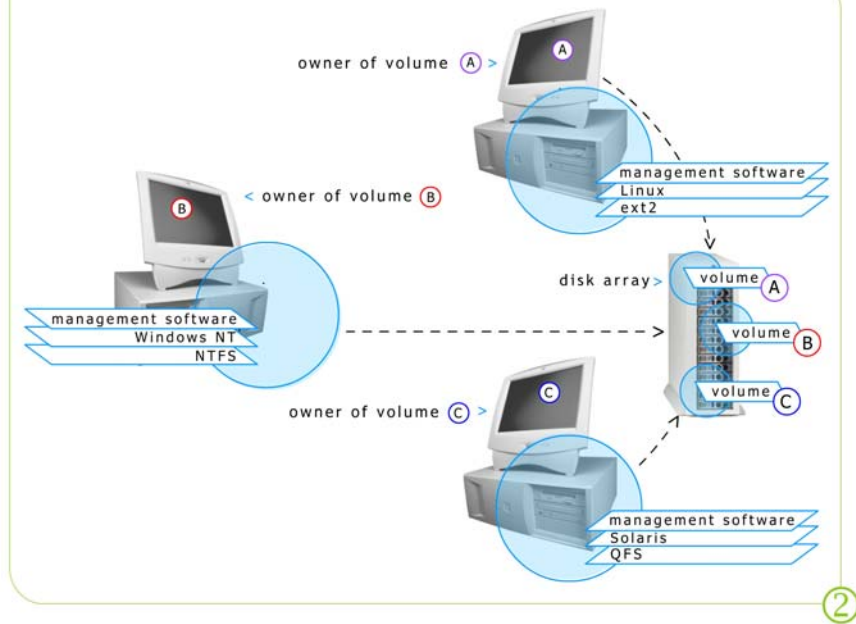 owner of volume A >
A
management software
Linux
ext2
B
< owner of volume B
disk array >
volume A
management software
Windows NT
NTFS
volume B
volume C
owner of volume C >
C
management software
Solaris
QFS
2